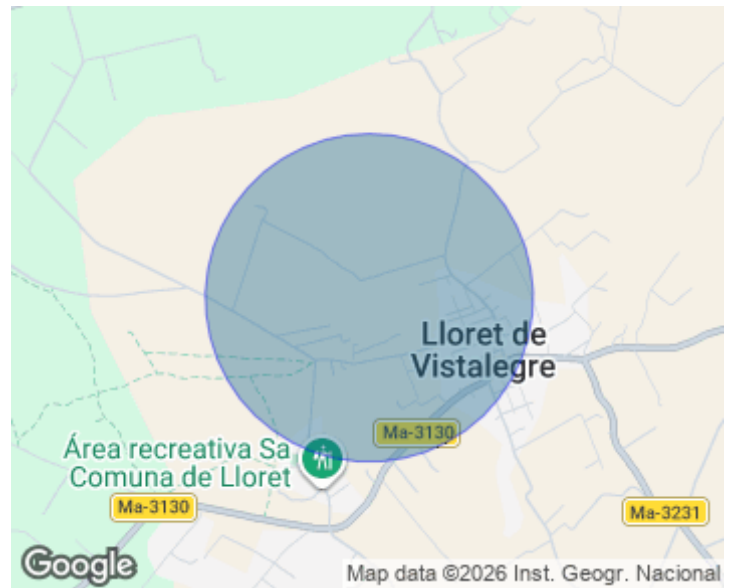 Lloret de
Vistalegre
Ma-3130
Área recreativa Sa
Comuna de Lloret
Ma-3130
Ma-3231
Google
Map data ©2026 Inst. Geogr. Nacional